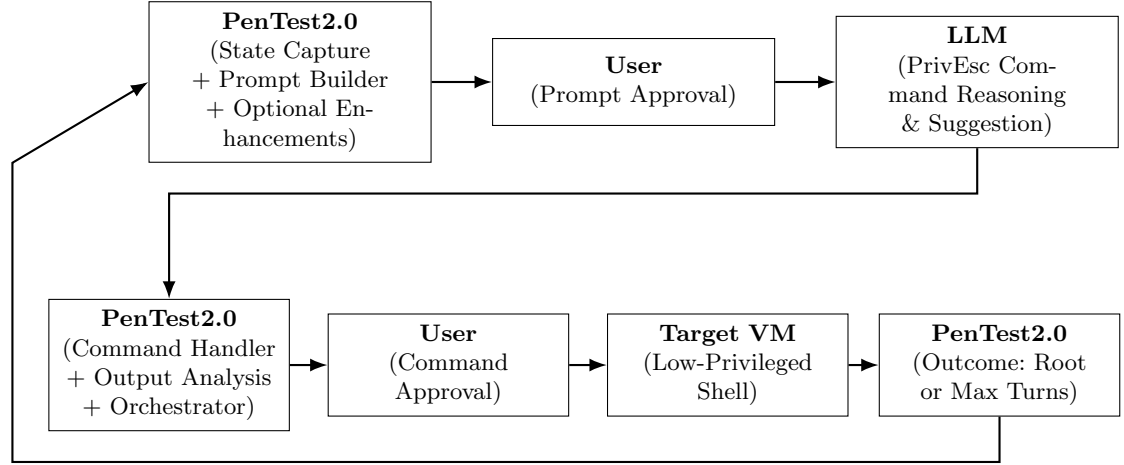 PenTest2.0
(State Capture
+ Prompt Builder
+ Optional En-
hancements)
User
(Prompt Approval)
LLM
(PrivEsc Com-
mand Reasoning
& Suggestion)
PenTest2.0
(Command Handler
+ Output Analysis
+ Orchestrator)
User
(Command
Approval)
Target VM
(Low-Privileged
Shell)
PenTest2.0
(Outcome: Root
or Max Turns)